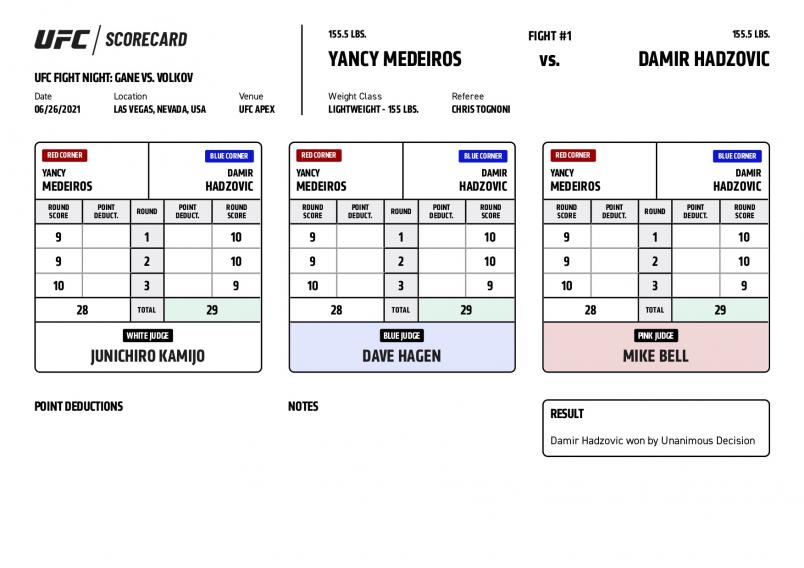 UFC / SCORECARD
UFC FIGHT NIGHT: GANE VS. VOLKOV
Date Location Venue
06/26/2021 LAS VEGAS, NEVADA, USA UFC APEX
155.5 LBS. FIGHT #1 155.5 LBS.
YANCY MEDEIROS VS. DAMIR HADZOVIC
Weight Class Referee
LIGHTWEIGHT - 155 LBS. CHRIS TOGNONI
RED CORNER BLUE CORNER
YANCY DAMIR
MEDEIROS HADZOVIC
ROUND SCORE POINT DEDUCT. ROUND POINT DEDUCT. ROUND SCORE
9 1 10
9 2 10
10 3 9
28 TOTAL 29
WHITE JUDGE
JUNICHIRO KAMIJO
RED CORNER BLUE CORNER
YANCY DAMIR
MEDEIROS HADZOVIC
ROUND SCORE POINT DEDUCT. ROUND POINT DEDUCT. ROUND SCORE
9 1 10
9 2 10
10 3 9
28 TOTAL 29
BLUE JUDGE
DAVE HAGEN
RED CORNER BLUE CORNER
YANCY DAMIR
MEDEIROS HADZOVIC
ROUND SCORE POINT DEDUCT. ROUND POINT DEDUCT. ROUND SCORE
9 1 10
9 2 10
10 3 9
28 TOTAL 29
PINK JUDGE
MIKE BELL
POINT DEDUCTIONS
NOTES
RESULT
Damir Hadzovic won by Unanimous Decision